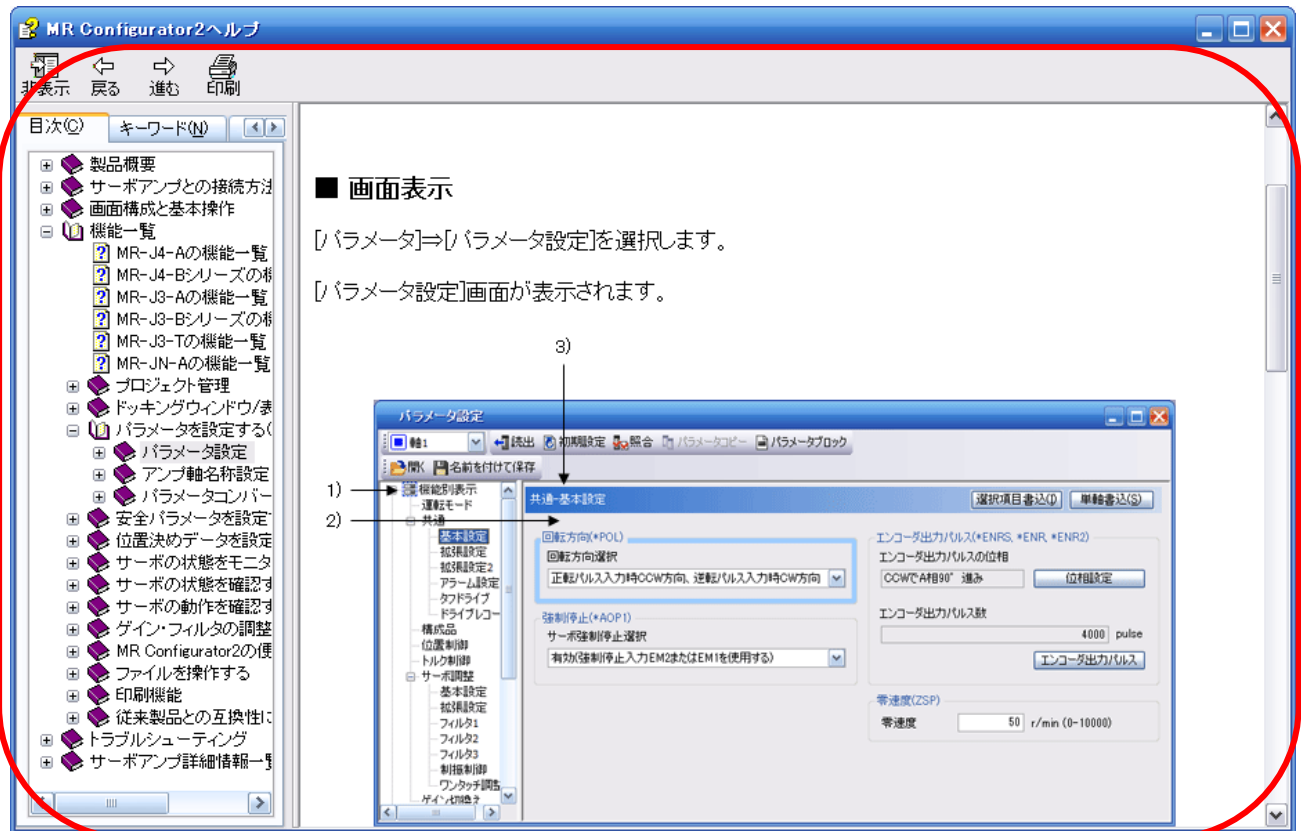 MR Configurator2ヘルプ
非表示 戻る 進む 印刷
目次(C) キーワード(N)
製品概要
サーボアンプとの接続方法
画面構成と基本操作
機能一覧
MR-J4-Aの機能一覧
MR-J4-Bシリーズの機
MR-J3-Aの機能一覧
MR-J3-Bシリーズの機
MR-J3-Tの機能一覧
MR-JN-Aの機能一覧
プロジェクト管理
ドッキングウィンドウ/表
パラメータを設定する(
パラメータ設定
アンプ軸名称設定
パラメータコンバー
安全パラメータを設定
位置決めデータを設定
サーボの状態をモニタ
サーボの状態を確認す
サーボの動作を確認す
ゲイン・フィルタの調整
MR Configurator2の便
ファイルを操作する
印刷機能
従来製品との互換性に
トラブルシューティング
サーボアンプ詳細情報一覧
■ 画面表示
[パラメータ]⇒[パラメータ設定]を選択します。
[パラメータ設定]画面が表示されます。
3)
1)
2)
パラメータ設定
軸1 読出 初期設定 照合 パラメータコピー パラメータブロック
開く 名前を付けて保存
機能別表示
運転モード
共通
基本設定
拡張設定
拡張設定2
アラーム設定
タフドライブ
ドライブレコー
構成品
位置制御
トルク制御
サーボ調整
基本設定
拡張設定
フィルタ1
フィルタ2
フィルタ3
制振制御
ワンタッチ調整
ゲイン切換え
共通-基本設定 選択項目書込(I) 単軸書込(S)
回転方向(*POL)
回転方向選択
正転パルス入力時CCW方向、逆転パルス入力時CW方向
強制停止(*AOP1)
サーボ強制停止選択
有効(強制停止入力EM2またはEM1を使用する)
エンコーダ出力パルス(*ENRS, *ENR, *ENR2)
エンコーダ出力パルスの位相
CCWでA相90° 進み 位相設定
エンコーダ出力パルス数
4000 pulse
エンコーダ出力パルス
零速度(ZSP)
零速度 50 r/min (0-10000)